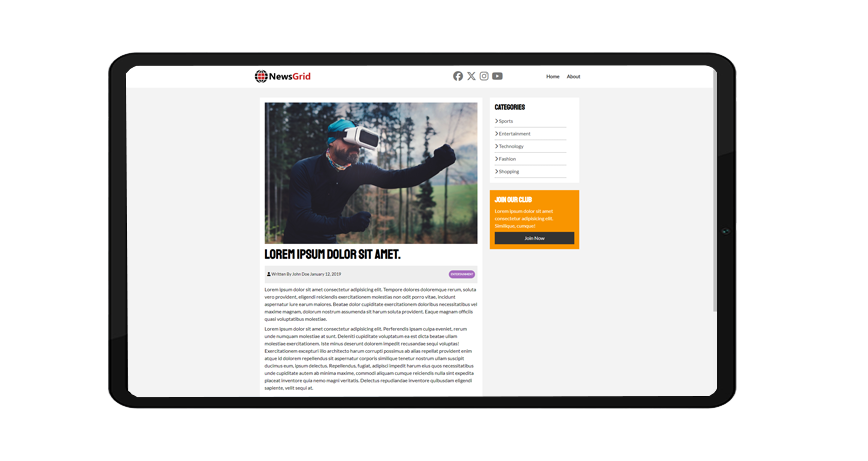 NewsGrid
Home About
LOREM IPSUM DOLOR SIT AMET.
Written By John Doe January 12, 2019
ENTERTAINMENT
Lorem ipsum dolor sit amet consectetur adipisicing elit. Tempore dolores doloremque rerum, soluta
vero provident, eligendi reiciendis exercitationem molestias non odit porro vitae, incidunt
aspernatur iure earum maiores. Beatae dolor cupiditate exercitationem doloribus necessitatibus vel
maxime magnam, dolorum nostrum assumenda sit harum soluta provident. Eaque magnam officiis
quasi voluptatibus molestiae.
Lorem ipsum dolor sit amet consectetur adipisicing elit. Perferendis ipsam culpa eveniet, rerum
unde numquam molestiae at sunt. Deleniti cupiditate voluptatum ea est dicta beatae ullam
molestiae exercitationem. Iste minus deserunt dolorem impedit recusandae sequi voluptas!
Exercitationem excepturi illo architecto harum corrupti possimus ab alias repellat provident enim
atque id dolorem repellendus sit aspernatur corporis similique tenetur nostrum ullam suscipit
ducimus eum, ipsum delectus. Repellendus, fugiat, adipisci impedit harum eius quos necessitatibus
unde cupiditate autem ab minima maxime, commodi aliquam cumque reiciendis nulla sint expedita
placeat inventore quia nemo magni veritatis. Delectus repudiandae inventore quibusdam eligendi
sapiente, velit sequi at.
CATEGORIES
Sports
Entertainment
Technology
Fashion
Shopping
JOIN OUR CLUB
Lorem ipsum dolor sit amet
consectetur adipisicing elit.
Similique, cumque!
Join Now